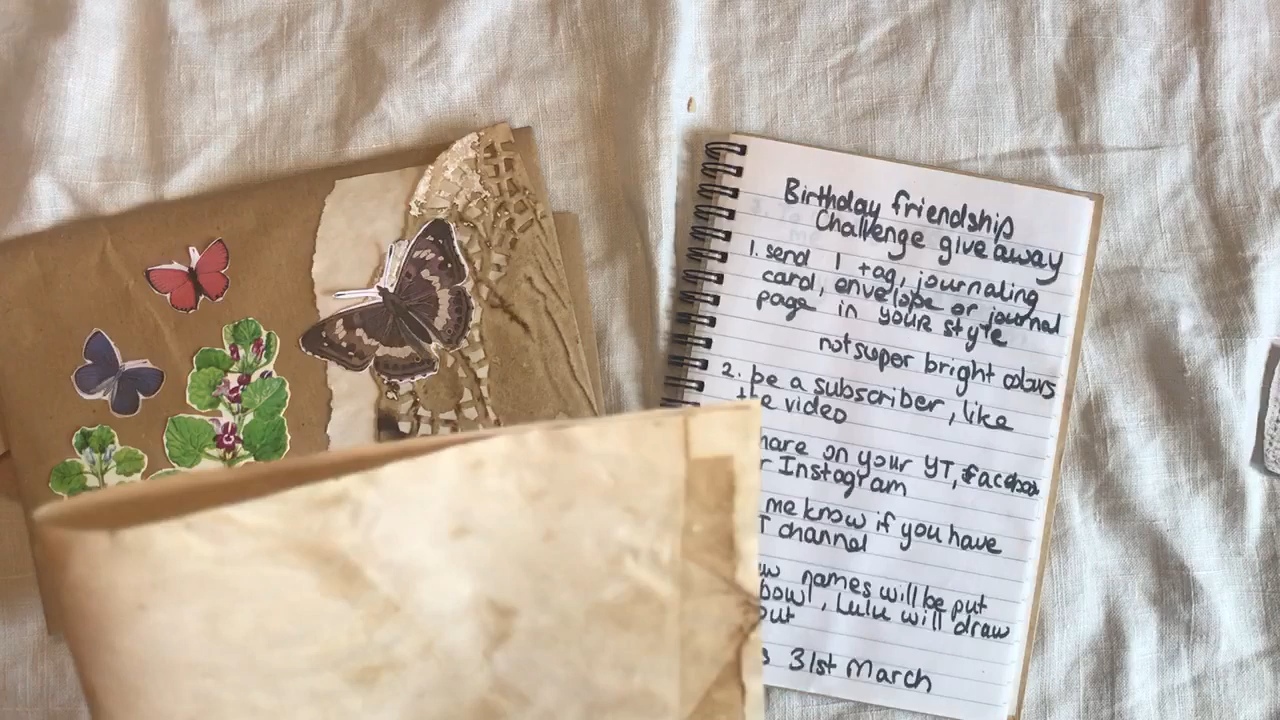 Birthday friendship
Challenge give away
1. send 1 tag, journaling
card, envelope or journal
page in your style
not super bright colours
2. be a subscriber, like
the video
hare on your YT, facebook
r Instagram
me know if you have
T channel
w names will be put
bowl, Lulu will draw
out
s 31st March